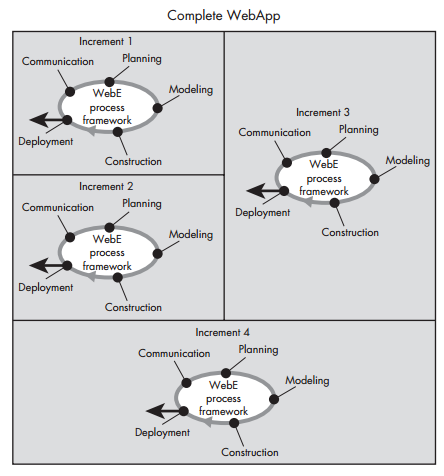 Complete WebApp
Increment 1
Communication
Planning
Modeling
WebE
process
framework
Deployment
Construction
Increment 2
Communication
Planning
Modeling
WebE
process
framework
Deployment
Construction
Increment 3
Communication
Planning
Modeling
WebE
process
framework
Deployment
Construction
Increment 4
Communication
Planning
Modeling
WebE
process
framework
Deployment
Construction